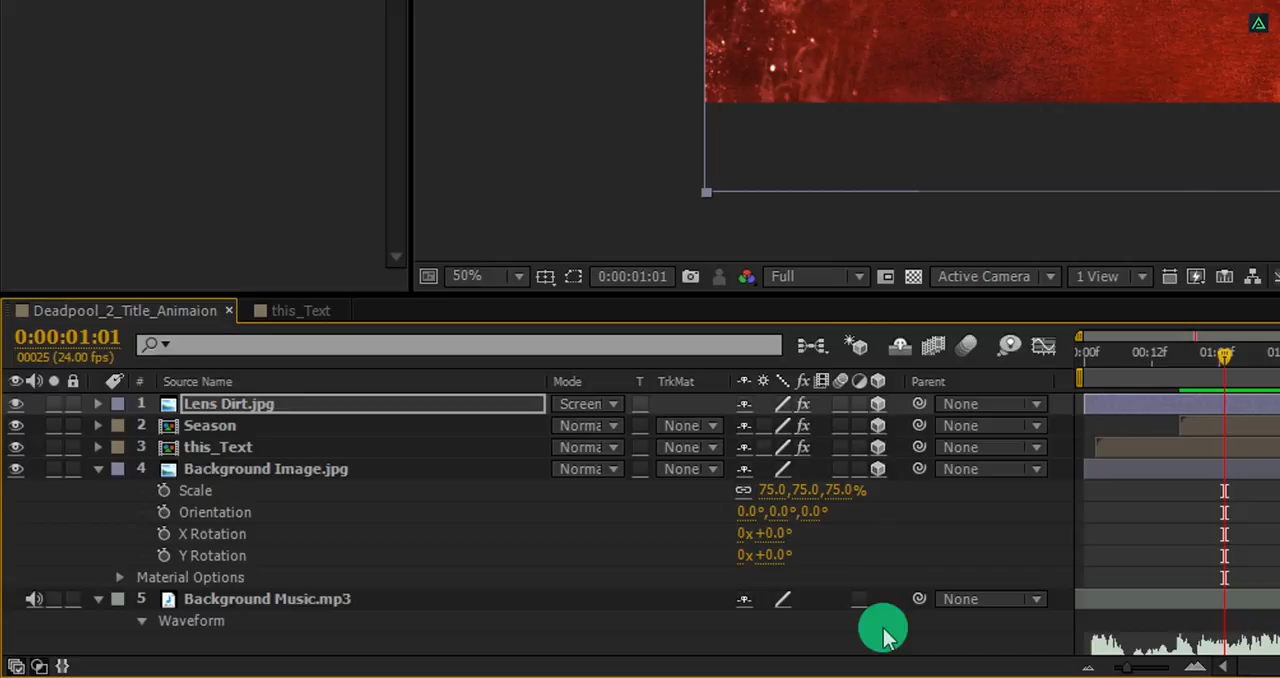 50% 0:00:01:01 Full Active Camera 1 View
Deadpool_2_Title_Animaion × this_Text
0:00:01:01
00025 (24.00 fps)
0:00f 00:12f 01:
# Source Name Mode T TrkMat fx Parent
1 Lens Dirt.jpg Screen fx None
2 Season Norma None fx None
3 this_Text Norma None fx None
4 Background Image.jpg Norma None None
Scale 75.0,75.0,75.0%
Orientation 0.0°,0.0°,0.0°
X Rotation 0x+0.0°
Y Rotation 0x+0.0°
Material Options
5 Background Music.mp3 None
Waveform